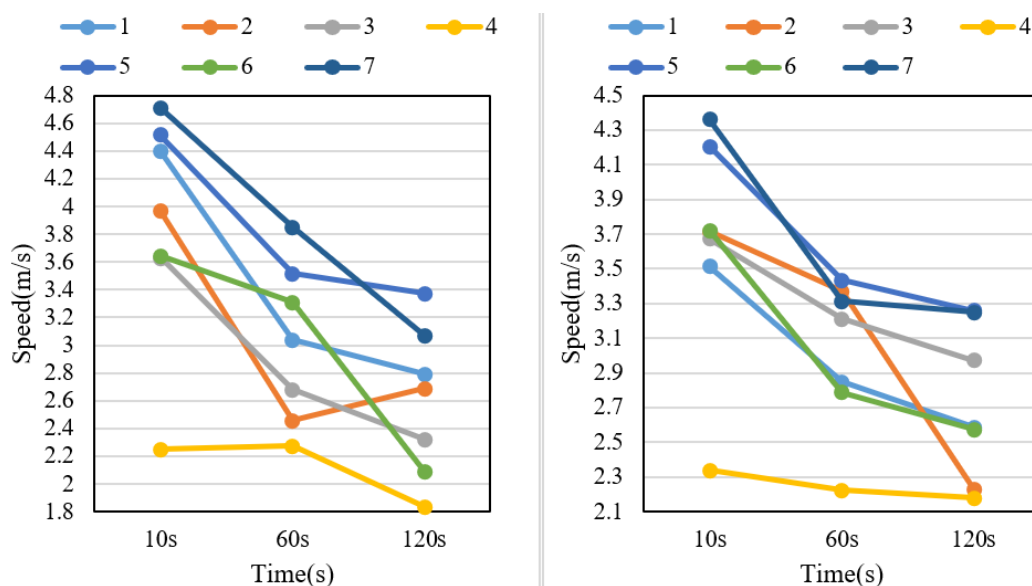 1 2 3 4
5 6 7
4.8
4.6
4.4
4.2
4
3.8
3.6
3.4
3.2
3
2.8
2.6
2.4
2.2
2
1.8
Speed(m/s)
10s 60s 120s
Time(s)
1 2 3 4
5 6 7
4.5
4.3
4.1
3.9
3.7
3.5
3.3
3.1
2.9
2.7
2.5
2.3
2.1
Speed(m/s)
10s 60s 120s
Time(s)